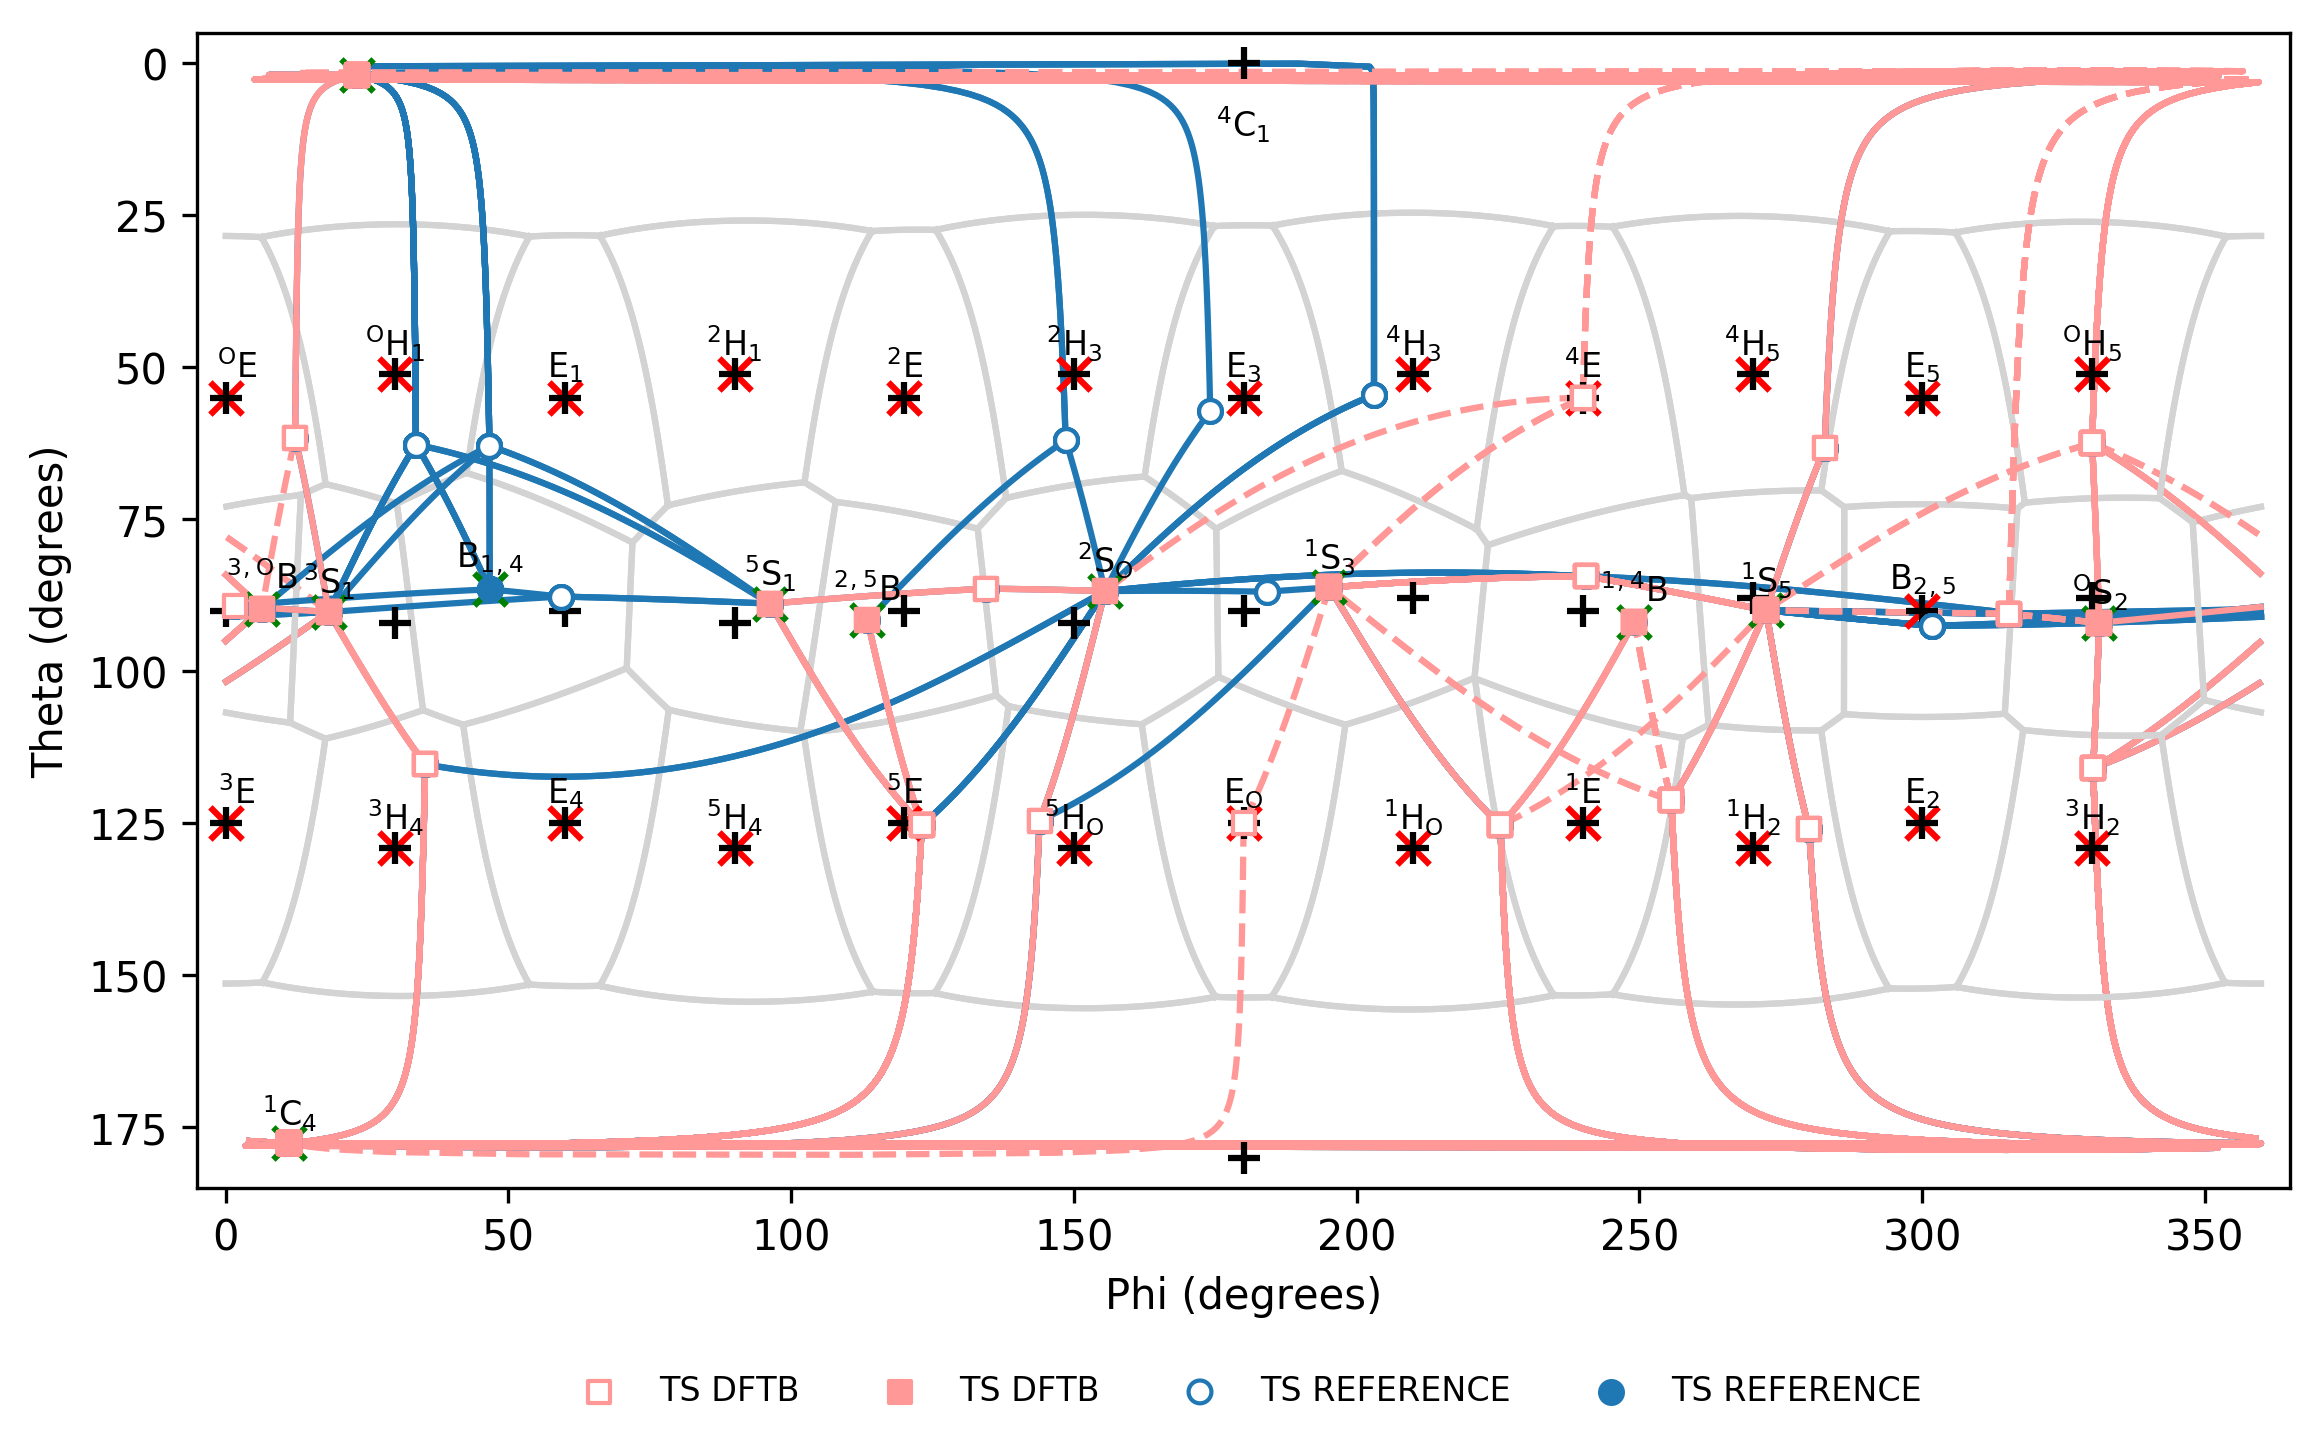 0
25
50
75
100
125
150
175
Theta (degrees)
⁴C₁
ᴼE
ᴼH₁
E₁
²H₁
²E
²H₃
E₃
⁴H₃
⁴E
⁴H₅
E₅
ᴼH₅
³,ᴼB
³S₁
B₁,₄
⁵S₁
²,⁵B
²Sₒ
¹S₃
¹,⁴B
¹S₅
B₂,₅
ᴼS₂
³E
³H₄
E₄
⁵H₄
⁵E
⁵Hₒ
Eₒ
¹Hₒ
¹E
¹H₂
E₂
³H₂
¹C₄
0 50 100 150 200 250 300 350
Phi (degrees)
TS DFTB TS DFTB TS REFERENCE TS REFERENCE